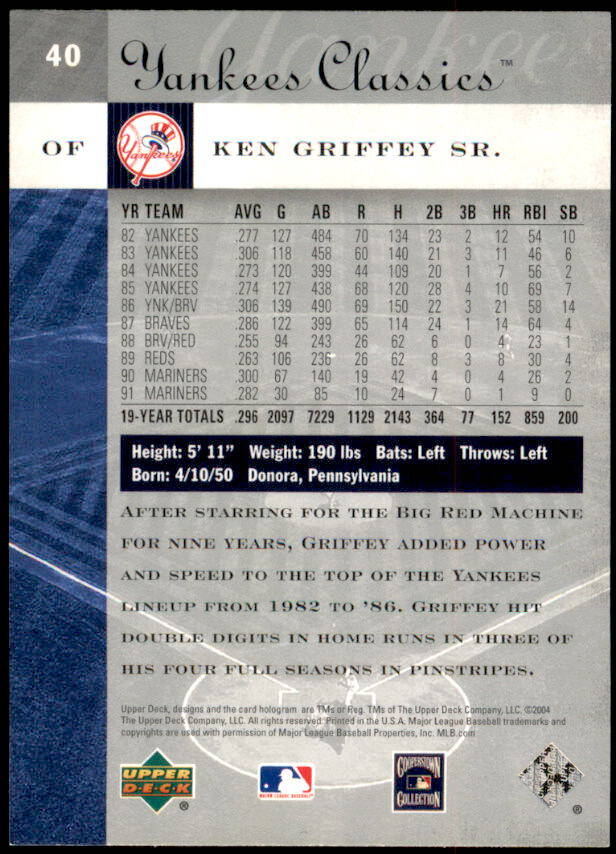 40
Yankees Classics™
OF
Yankees
KEN GRIFFEY SR.
YR TEAM AVG G AB R H 2B 3B HR RBI SB
82 YANKEES .277 127 484 70 134 23 2 12 54 10
83 YANKEES .306 118 458 60 140 21 3 11 46 6
84 YANKEES .273 120 399 44 109 20 1 7 56 2
85 YANKEES .274 127 438 68 120 28 4 10 69 7
86 YNK/BRV .306 139 490 69 150 22 3 21 58 14
87 BRAVES .286 122 399 65 114 24 1 14 64 4
88 BRV/RED .255 94 243 26 62 6 0 4 23 1
89 REDS .263 106 236 26 62 8 3 8 30 4
90 MARINERS .300 67 140 19 42 4 0 4 26 2
91 MARINERS .282 30 85 10 24 7 0 1 9 0
19-YEAR TOTALS .296 2097 7229 1129 2143 364 77 152 859 200
Height: 5' 11" Weight: 190 lbs Bats: Left Throws: Left
Born: 4/10/50 Donora, Pennsylvania
AFTER STARRING FOR THE BIG RED MACHINE
FOR NINE YEARS, GRIFFEY ADDED POWER
AND SPEED TO THE TOP OF THE YANKEES
LINEUP FROM 1982 TO '86. GRIFFEY HIT
DOUBLE DIGITS IN HOME RUNS IN THREE OF
HIS FOUR FULL SEASONS IN PINSTRIPES.
Upper Deck, designs and the card hologram are TMs or Reg. TMs of The Upper Deck Company, LLC. ©2004
The Upper Deck Company, LLC. All rights reserved. Printed in the U.S.A. Major League Baseball trademarks and
copyrights are used with permission of Major League Baseball Properties, Inc. MLB.com
UPPER
DECK
®
MAJOR LEAGUE BASEBALL
COOPERSTOWN
COLLECTION
®